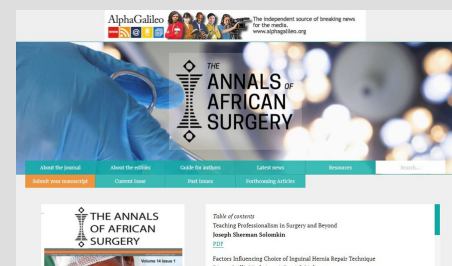 AlphaGalileo
The independent source of breaking news
for the media.
www.alphagalileo.org
THE
ANNALS OF
AFRICAN
SURGERY
About the journal
About the editors
Guide for authors
Latest news
Resources
Search...
Submit your manuscript
Current Issue
Past Issues
Forthcoming Articles
THE ANNALS
OF AFRICAN
SURGERY
Volume 14 Issue 1
Table of contents
Teaching Professionalism in Surgery and Beyond
Joseph Sherman Solomkin
PDF
Factors Influencing Choice of Inguinal Hernia Repair Technique